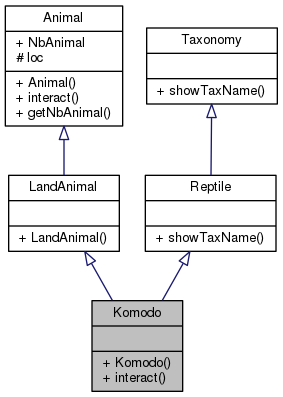 Animal
+ NbAnimal
# loc
+ Animal()
+ interact()
+ getNbAnimal()
Taxonomy
+ showTaxName()
LandAnimal
+ LandAnimal()
Reptile
+ showTaxName()
Komodo
+ Komodo()
+ interact()